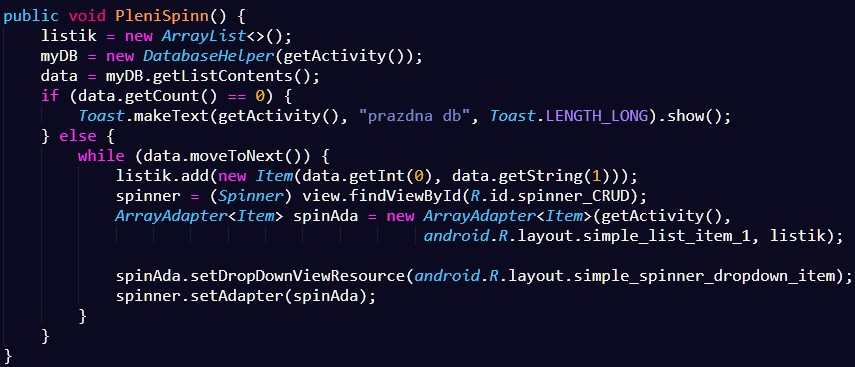 public void PleniSpinn() {
listik = new ArrayList<>();
myDB = new DatabaseHelper(getActivity());
data = myDB.getListContents();
if (data.getCount() == 0) {
Toast.makeText(getActivity(), "prazdna db", Toast.LENGTH_LONG).show();
} else {
while (data.moveToNext()) {
listik.add(new Item(data.getInt(0), data.getString(1)));
spinner = (Spinner) view.findViewById(R.id.spinner_CRUD);
ArrayAdapter<Item> spinAda = new ArrayAdapter<Item>(getActivity(),
android.R.layout.simple_list_item_1, listik);
spinAda.setDropDownViewResource(android.R.layout.simple_spinner_dropdown_item);
spinner.setAdapter(spinAda);
}
}
}